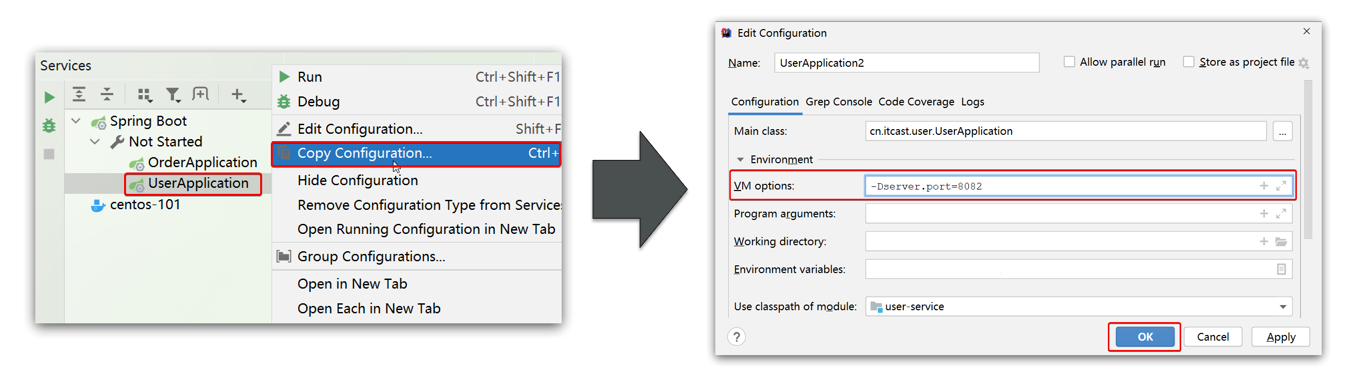 Services
Spring Boot
Not Started
OrderApplication
UserApplication
centos-101
Run Ctrl+Shift+F1
Debug Ctrl+Shift+F1
Edit Configuration... Shift+F
Copy Configuration... Ctrl+
Hide Configuration
Remove Configuration Type from Services
Open Running Configuration in New Tab
Group Configurations...
Open in New Tab
Open Each in New Tab
Edit Configuration
Name: UserApplication2 Allow parallel run Store as project file
Configuration Grep Console Code Coverage Logs
Main class: cn.itcast.user.UserApplication ...
Environment
VM options: -Dserver.port=8082
Program arguments:
Working directory:
Environment variables:
Use classpath of module: user-service
? OK Cancel Apply